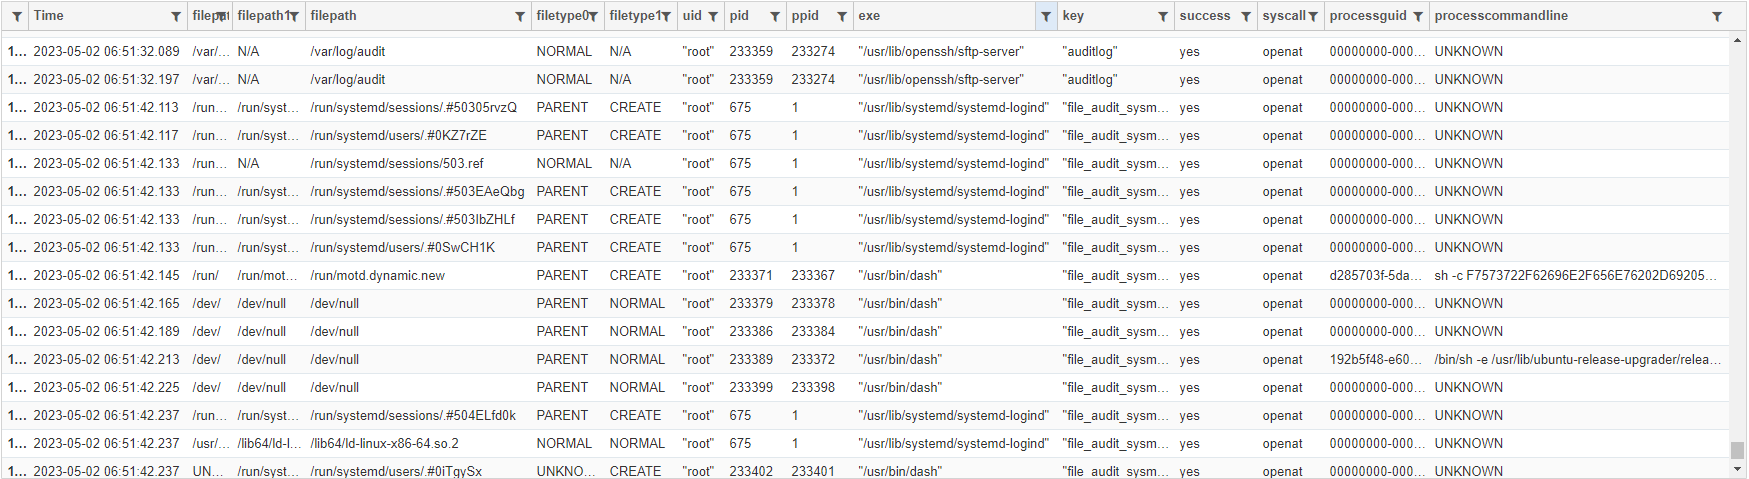 Time filepat filepath1 filepath filetype0 filetype1 uid pid ppid exe key success syscall processguid processcommandline
1... 2023-05-02 06:51:32.089 /var/... N/A /var/log/audit NORMAL N/A "root" 233359 233274 "/usr/lib/openssh/sftp-server" "auditlog" yes openat 00000000-000... UNKNOWN
1... 2023-05-02 06:51:32.197 /var/... N/A /var/log/audit NORMAL N/A "root" 233359 233274 "/usr/lib/openssh/sftp-server" "auditlog" yes openat 00000000-000... UNKNOWN
1... 2023-05-02 06:51:42.113 /run... /run/syst... /run/systemd/sessions/.#50305rvzQ PARENT CREATE "root" 675 1 "/usr/lib/systemd/systemd-logind" "file_audit_sysm... yes openat 00000000-000... UNKNOWN
1... 2023-05-02 06:51:42.117 /run... /run/syst... /run/systemd/users/.#0KZ7rZE PARENT CREATE "root" 675 1 "/usr/lib/systemd/systemd-logind" "file_audit_sysm... yes openat 00000000-000... UNKNOWN
1... 2023-05-02 06:51:42.133 /run... N/A /run/systemd/sessions/503.ref NORMAL N/A "root" 675 1 "/usr/lib/systemd/systemd-logind" "file_audit_sysm... yes openat 00000000-000... UNKNOWN
1... 2023-05-02 06:51:42.133 /run... /run/syst... /run/systemd/sessions/.#503EAeQbg PARENT CREATE "root" 675 1 "/usr/lib/systemd/systemd-logind" "file_audit_sysm... yes openat 00000000-000... UNKNOWN
1... 2023-05-02 06:51:42.133 /run... /run/syst... /run/systemd/sessions/.#503IbZHLf PARENT CREATE "root" 675 1 "/usr/lib/systemd/systemd-logind" "file_audit_sysm... yes openat 00000000-000... UNKNOWN
1... 2023-05-02 06:51:42.133 /run... /run/syst... /run/systemd/users/.#0SwCH1K PARENT CREATE "root" 675 1 "/usr/lib/systemd/systemd-logind" "file_audit_sysm... yes openat 00000000-000... UNKNOWN
1... 2023-05-02 06:51:42.145 /run/ /run/mot... /run/motd.dynamic.new PARENT CREATE "root" 233371 233367 "/usr/bin/dash" "file_audit_sysm... yes openat d285703f-5da... sh -c F7573722F62696E2F656E76202D69205...
1... 2023-05-02 06:51:42.165 /dev/ /dev/null /dev/null PARENT NORMAL "root" 233379 233378 "/usr/bin/dash" "file_audit_sysm... yes openat 00000000-000... UNKNOWN
1... 2023-05-02 06:51:42.189 /dev/ /dev/null /dev/null PARENT NORMAL "root" 233386 233384 "/usr/bin/dash" "file_audit_sysm... yes openat 00000000-000... UNKNOWN
1... 2023-05-02 06:51:42.213 /dev/ /dev/null /dev/null PARENT NORMAL "root" 233389 233372 "/usr/bin/dash" "file_audit_sysm... yes openat 192b5f48-e60... /bin/sh -e /usr/lib/ubuntu-release-upgrader/relea...
1... 2023-05-02 06:51:42.225 /dev/ /dev/null /dev/null PARENT NORMAL "root" 233399 233398 "/usr/bin/dash" "file_audit_sysm... yes openat 00000000-000... UNKNOWN
1... 2023-05-02 06:51:42.237 /run... /run/syst... /run/systemd/sessions/.#504ELfd0k PARENT CREATE "root" 675 1 "/usr/lib/systemd/systemd-logind" "file_audit_sysm... yes openat 00000000-000... UNKNOWN
1... 2023-05-02 06:51:42.237 /usr/... /lib64/ld-l... /lib64/ld-linux-x86-64.so.2 NORMAL NORMAL "root" 675 1 "/usr/lib/systemd/systemd-logind" "file_audit_sysm... yes openat 00000000-000... UNKNOWN
1... 2023-05-02 06:51:42.237 UN... /run/syst... /run/systemd/users/.#0iTgySx UNKNO... CREATE "root" 233402 233401 "/usr/bin/dash" "file_audit_sysm... yes openat 00000000-000... UNKNOWN